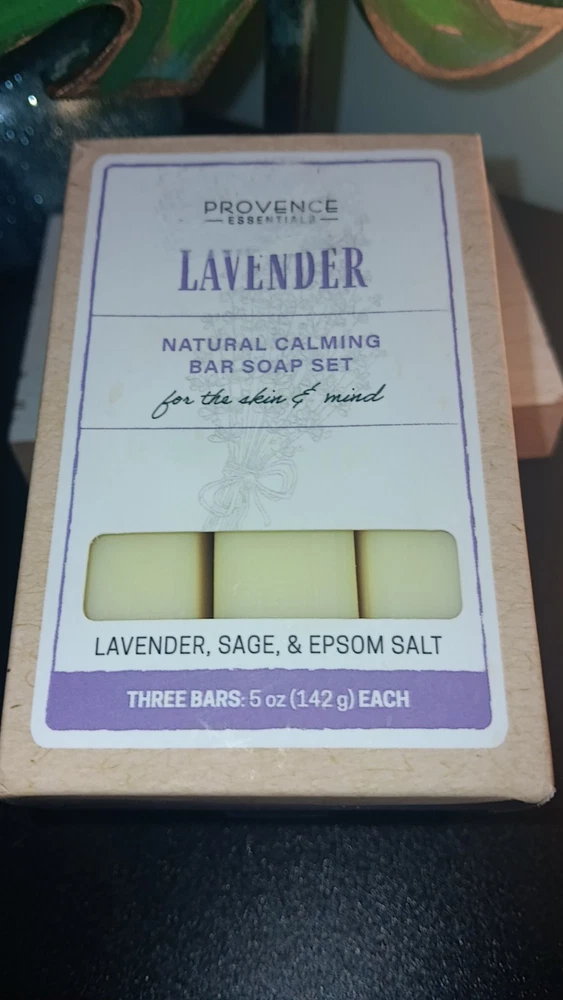 PROVENCE
ESSENTIALS
LAVENDER
NATURAL CALMING
BAR SOAP SET
for the skin & mind
LAVENDER, SAGE, & EPSOM SALT
THREE BARS: 5 oz (142 g) EACH